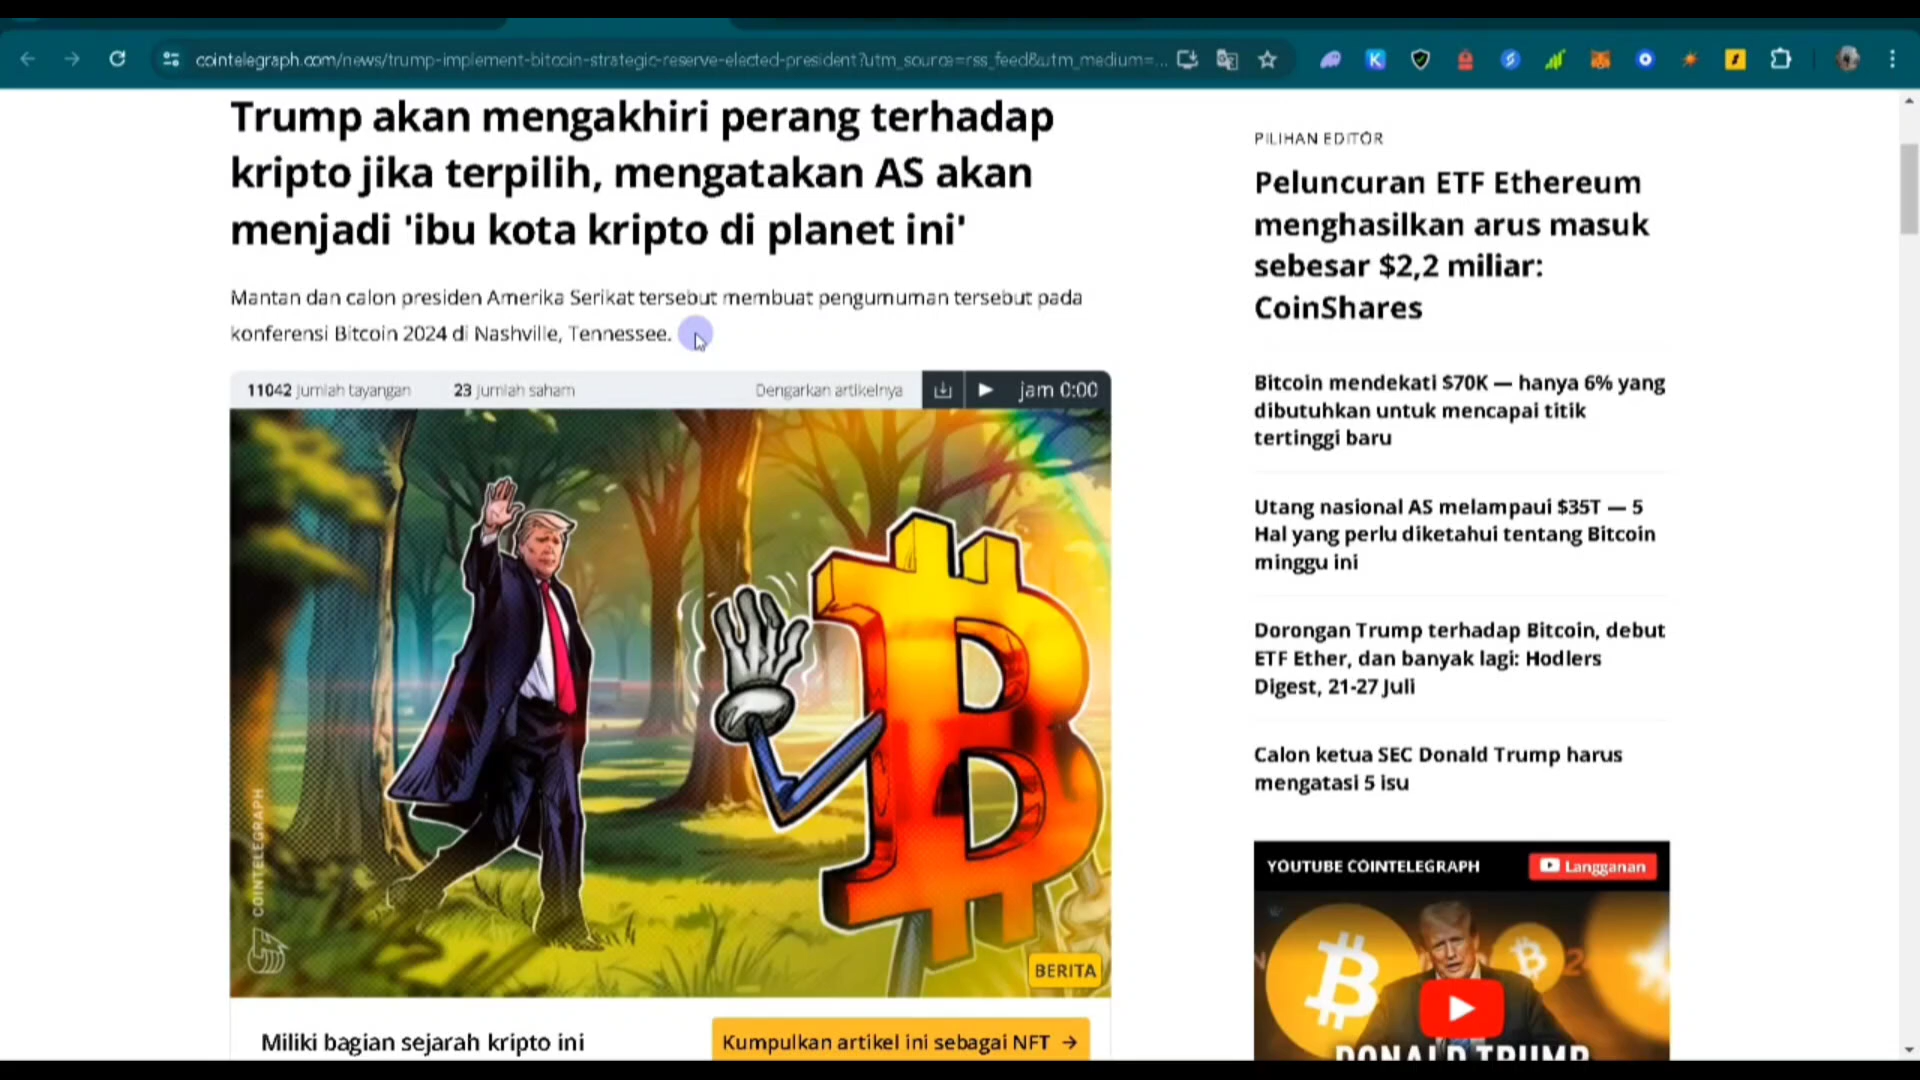 cointelegraph.com/news/trump-implement-bitcoin-strategic-reserve-elected-president?utm_source=rss_feed&utm_medium=...
Trump akan mengakhiri perang terhadap
kripto jika terpilih, mengatakan AS akan
menjadi 'ibu kota kripto di planet ini'
Mantan dan calon presiden Amerika Serikat tersebut membuat pengumuman tersebut pada
konferensi Bitcoin 2024 di Nashville, Tennessee.
11042 Jumlah tayangan
23 Jumlah saham
Dengarkan artikelnya
jam 0:00
COINTELEGRAPH
BERITA
Miliki bagian sejarah kripto ini
Kumpulkan artikel ini sebagai NFT →
PILIHAN EDITOR
Peluncuran ETF Ethereum
menghasilkan arus masuk
sebesar $2,2 miliar:
CoinShares
Bitcoin mendekati $70K — hanya 6% yang
dibutuhkan untuk mencapai titik
tertinggi baru
Utang nasional AS melampaui $35T — 5
Hal yang perlu diketahui tentang Bitcoin
minggu ini
Dorongan Trump terhadap Bitcoin, debut
ETF Ether, dan banyak lagi: Hodlers
Digest, 21-27 Juli
Calon ketua SEC Donald Trump harus
mengatasi 5 isu
YOUTUBE COINTELEGRAPH
Langganan
DONALD TRUMP